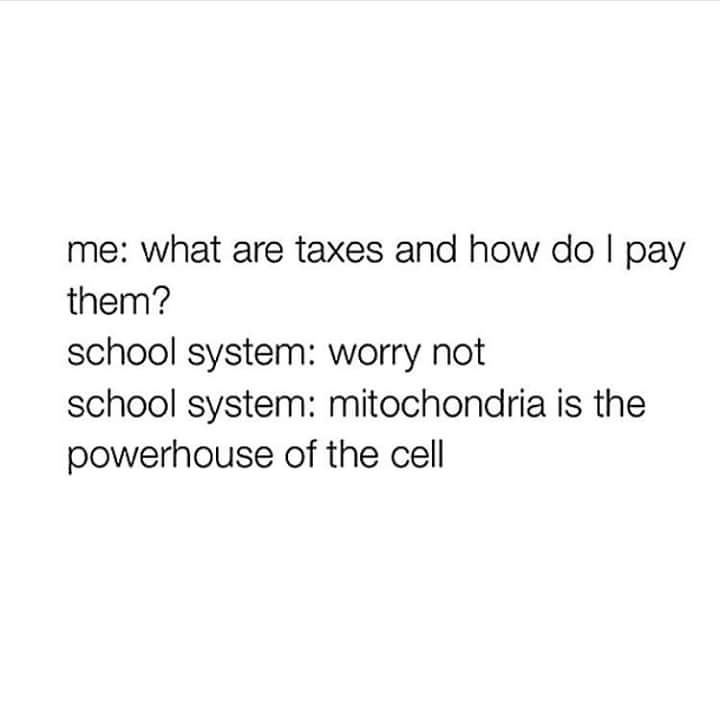 me: what are taxes and how do I pay
them?
school system: worry not
school system: mitochondria is the
powerhouse of the cell